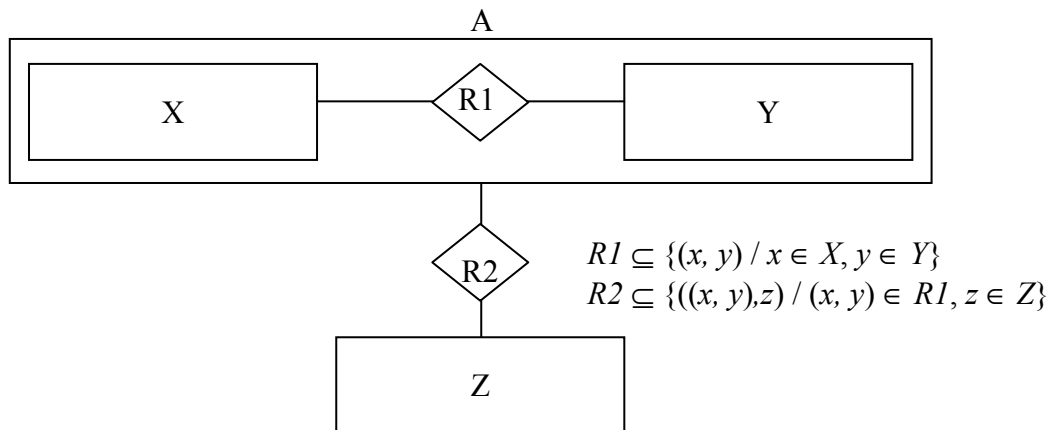 A
X
R1
Y
R2
R1 ⊆ {(x, y) / x ∈ X, y ∈ Y}
R2 ⊆ {((x, y),z) / (x, y) ∈ R1, z ∈ Z}
Z